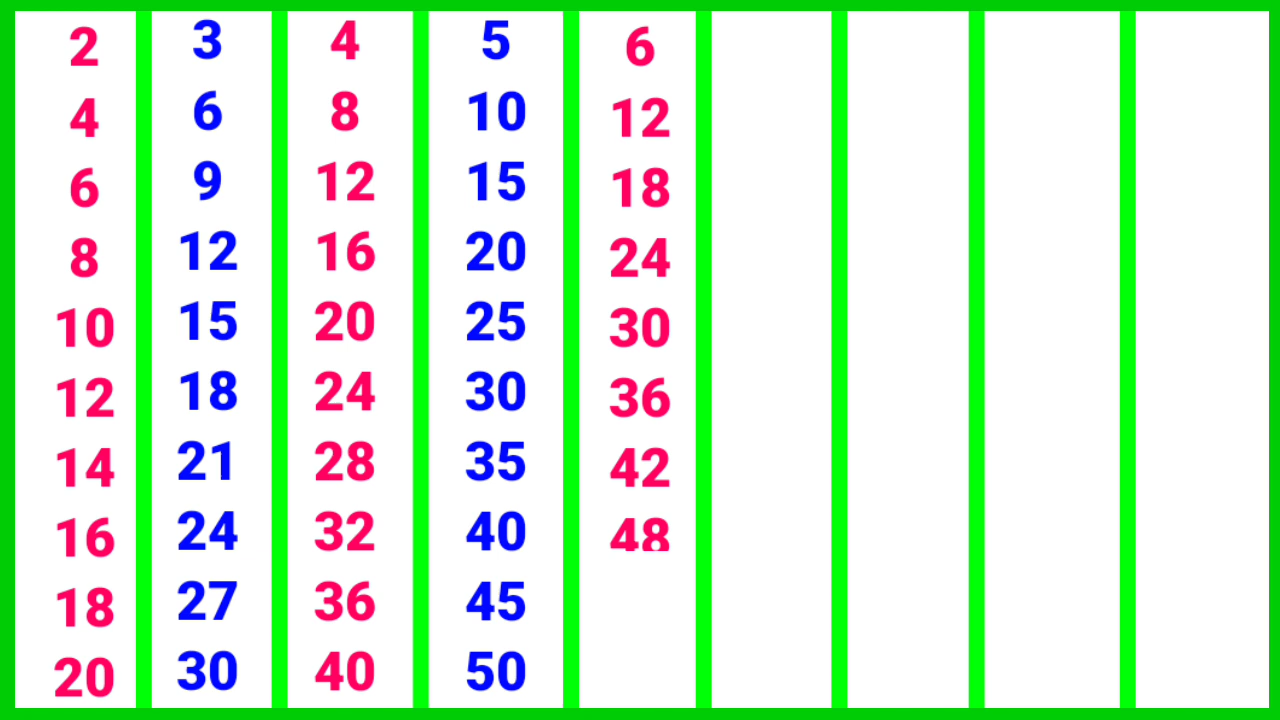 2 3 4 5 6
4 6 8 10 12
6 9 12 15 18
8 12 16 20 24
10 15 20 25 30
12 18 24 30 36
14 21 28 35 42
16 24 32 40 48
18 27 36 45
20 30 40 50